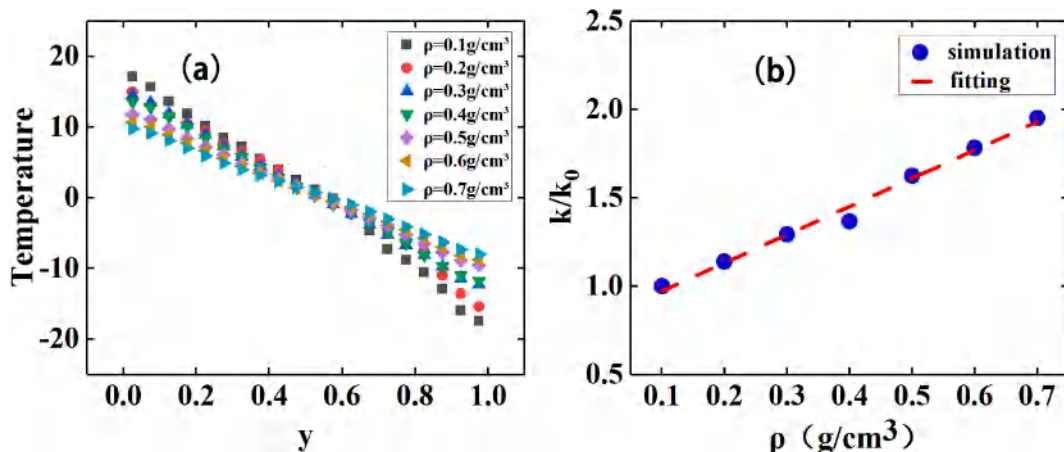 (a)
ρ=0.1g/cm³
ρ=0.2g/cm³
ρ=0.3g/cm³
ρ=0.4g/cm³
ρ=0.5g/cm³
ρ=0.6g/cm³
ρ=0.7g/cm³
20
10
0
-10
-20
Temperature
0.0 0.2 0.4 0.6 0.8 1.0
y
(b)
simulation
fitting
2.5
2.0
1.5
1.0
0.5
k/k₀
0.1 0.2 0.3 0.4 0.5 0.6 0.7
ρ（g/cm³）